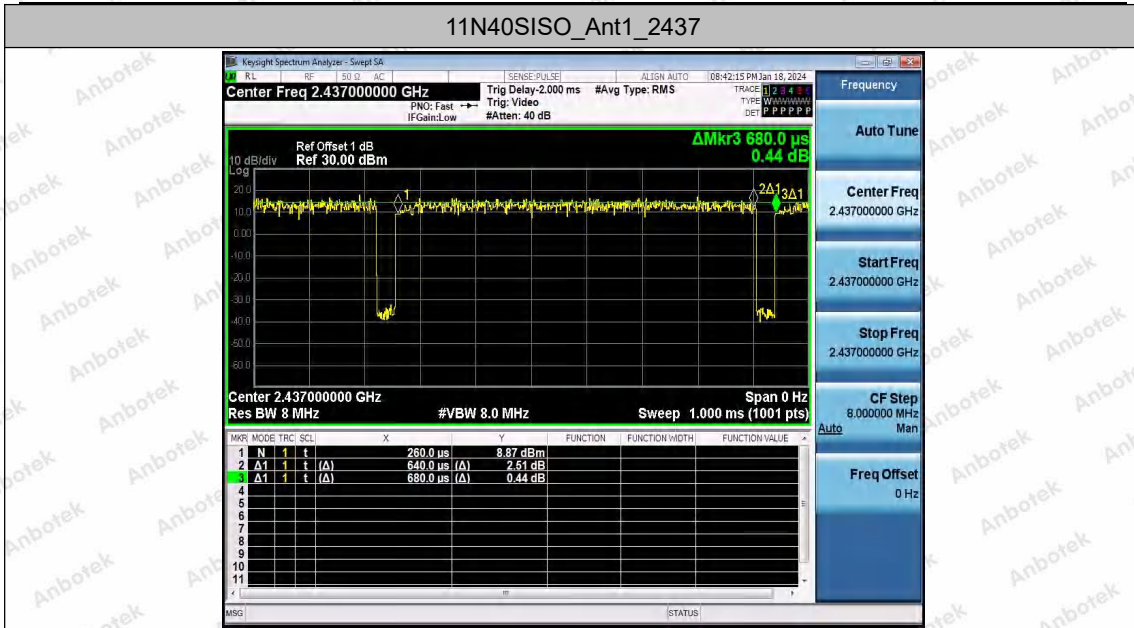 11N40SISO_Ant1_2437
Keysight Spectrum Analyzer - Swept SA
RL RF 50 Ω AC SENSE:PULSE ALIGN AUTO 08:42:15 PM Jan 18, 2024
Center Freq 2.437000000 GHz Trig Delay-2.000 ms #Avg Type: RMS TRACE 1 2 3 4 5 6
PNO: Fast Trig: Video TYPE WWWWWW
IFGain:Low #Atten: 40 dB DET P P P P P P
ΔMkr3 680.0 µs
0.44 dB
Ref Offset 1 dB
10 dB/div Ref 30.00 dBm
Log
20.0
10.0
0.00
-10.0
-20.0
-30.0
-40.0
-50.0
-60.0
1
2Δ1
3Δ1
Center 2.437000000 GHz Span 0 Hz
Res BW 8 MHz #VBW 8.0 MHz Sweep 1.000 ms (1001 pts)
MKR MODE TRC SCL X Y FUNCTION FUNCTION WIDTH FUNCTION VALUE
1 N 1 t 260.0 µs 8.87 dBm
2 Δ1 1 t (Δ) 640.0 µs (Δ) 2.51 dB
3 Δ1 1 t (Δ) 680.0 µs (Δ) 0.44 dB
4
5
6
7
8
9
10
11
MSG STATUS
Frequency
Auto Tune
Center Freq
2.437000000 GHz
Start Freq
2.437000000 GHz
Stop Freq
2.437000000 GHz
CF Step
8.000000 MHz
Auto Man
Freq Offset
0 Hz
Anbotek